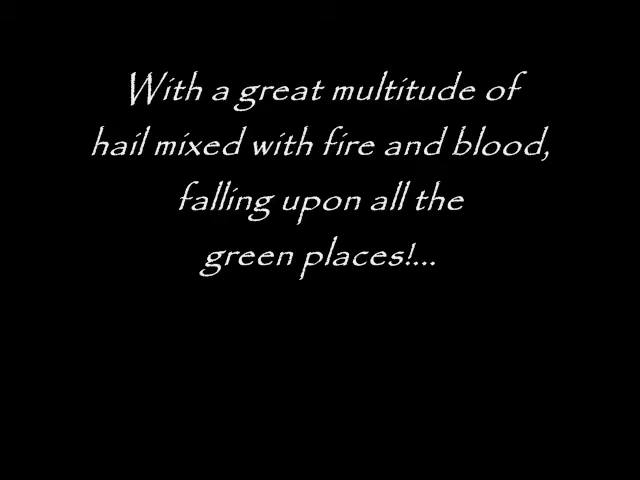 With a great multitude of
hail mixed with fire and blood,
falling upon all the
green places!...